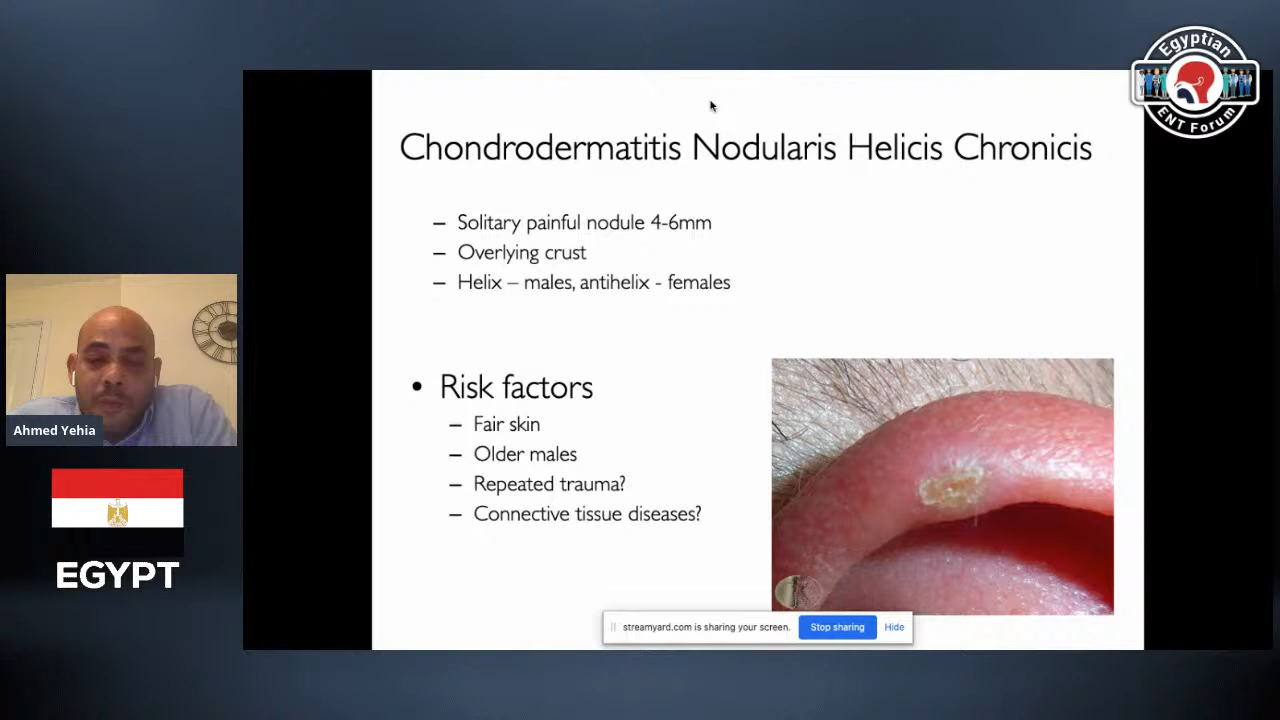 Egyptian
ENT Forum
Chondrodermatitis Nodularis Helicis Chronicis
– Solitary painful nodule 4-6mm
– Overlying crust
– Helix – males, antihelix - females
• Risk factors
– Fair skin
– Older males
– Repeated trauma?
– Connective tissue diseases?
Ahmed Yehia
EGYPT
streamyard.com is sharing your screen. Stop sharing Hide